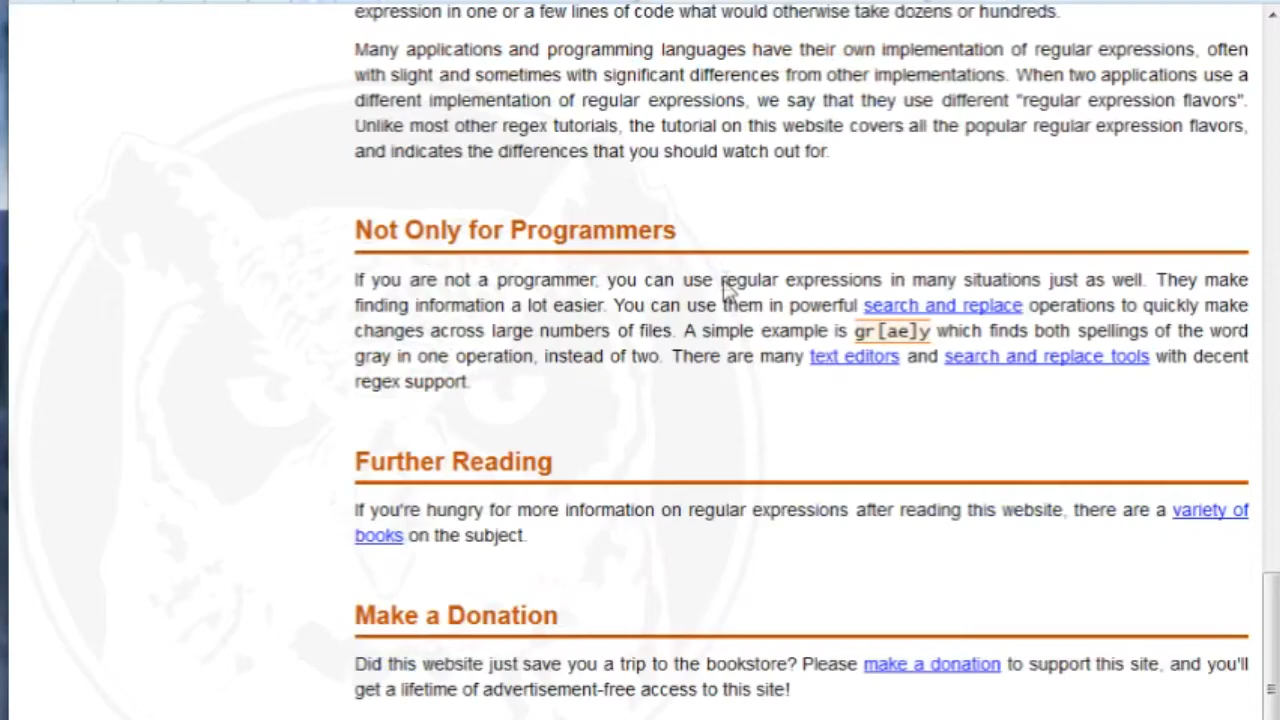 expression in one or a few lines of code what would otherwise take dozens or hundreds.
Many applications and programming languages have their own implementation of regular expressions, often
with slight and sometimes with significant differences from other implementations. When two applications use a
different implementation of regular expressions, we say that they use different "regular expression flavors".
Unlike most other regex tutorials, the tutorial on this website covers all the popular regular expression flavors,
and indicates the differences that you should watch out for.
Not Only for Programmers
If you are not a programmer, you can use regular expressions in many situations just as well. They make
finding information a lot easier. You can use them in powerful search and replace operations to quickly make
changes across large numbers of files. A simple example is gr[ae]y which finds both spellings of the word
gray in one operation, instead of two. There are many text editors and search and replace tools with decent
regex support.
Further Reading
If you're hungry for more information on regular expressions after reading this website, there are a variety of
books on the subject.
Make a Donation
Did this website just save you a trip to the bookstore? Please make a donation to support this site, and you'll
get a lifetime of advertisement-free access to this site!